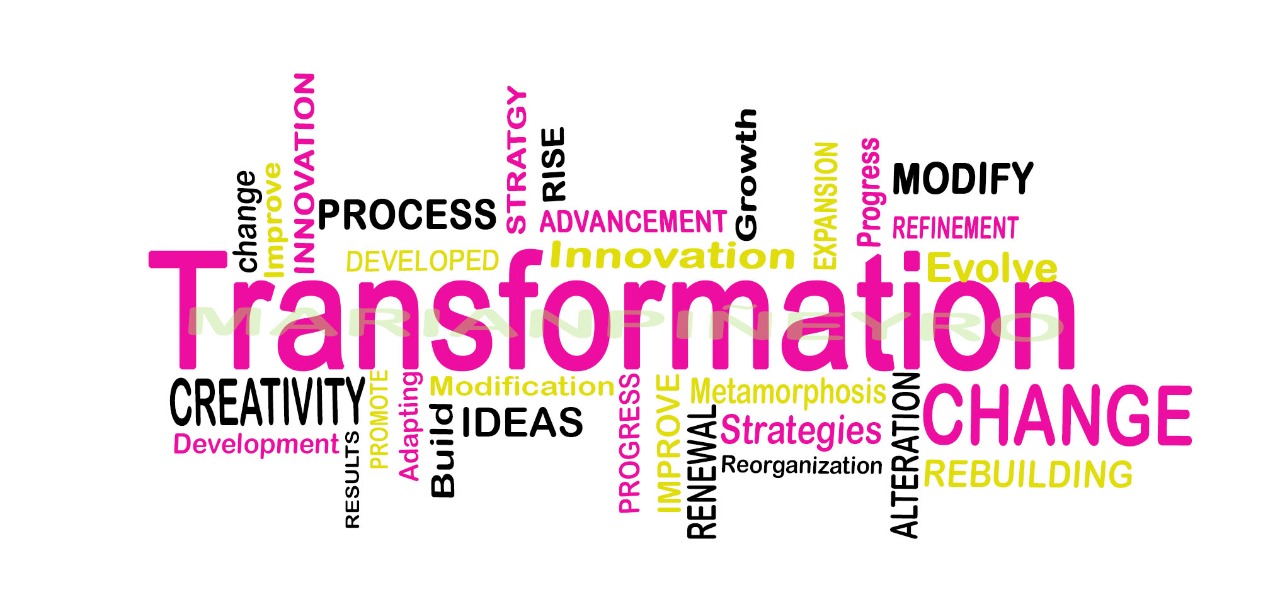 change
Improve
INNOVATION
PROCESS
STRATGY
RISE
ADVANCEMENT
Growth
EXPANSION
Progress
MODIFY
REFINEMENT
DEVELOPED
Innovation
Evolve
Transformation
MARIANPIÑEYRO
CREATIVITY
Development
RESULTS
PROMOTE
Adapting
Modification
Build
IDEAS
PROGRESS
IMPROVE
RENEWAL
Metamorphosis
Strategies
Reorganization
ALTERATION
CHANGE
REBUILDING